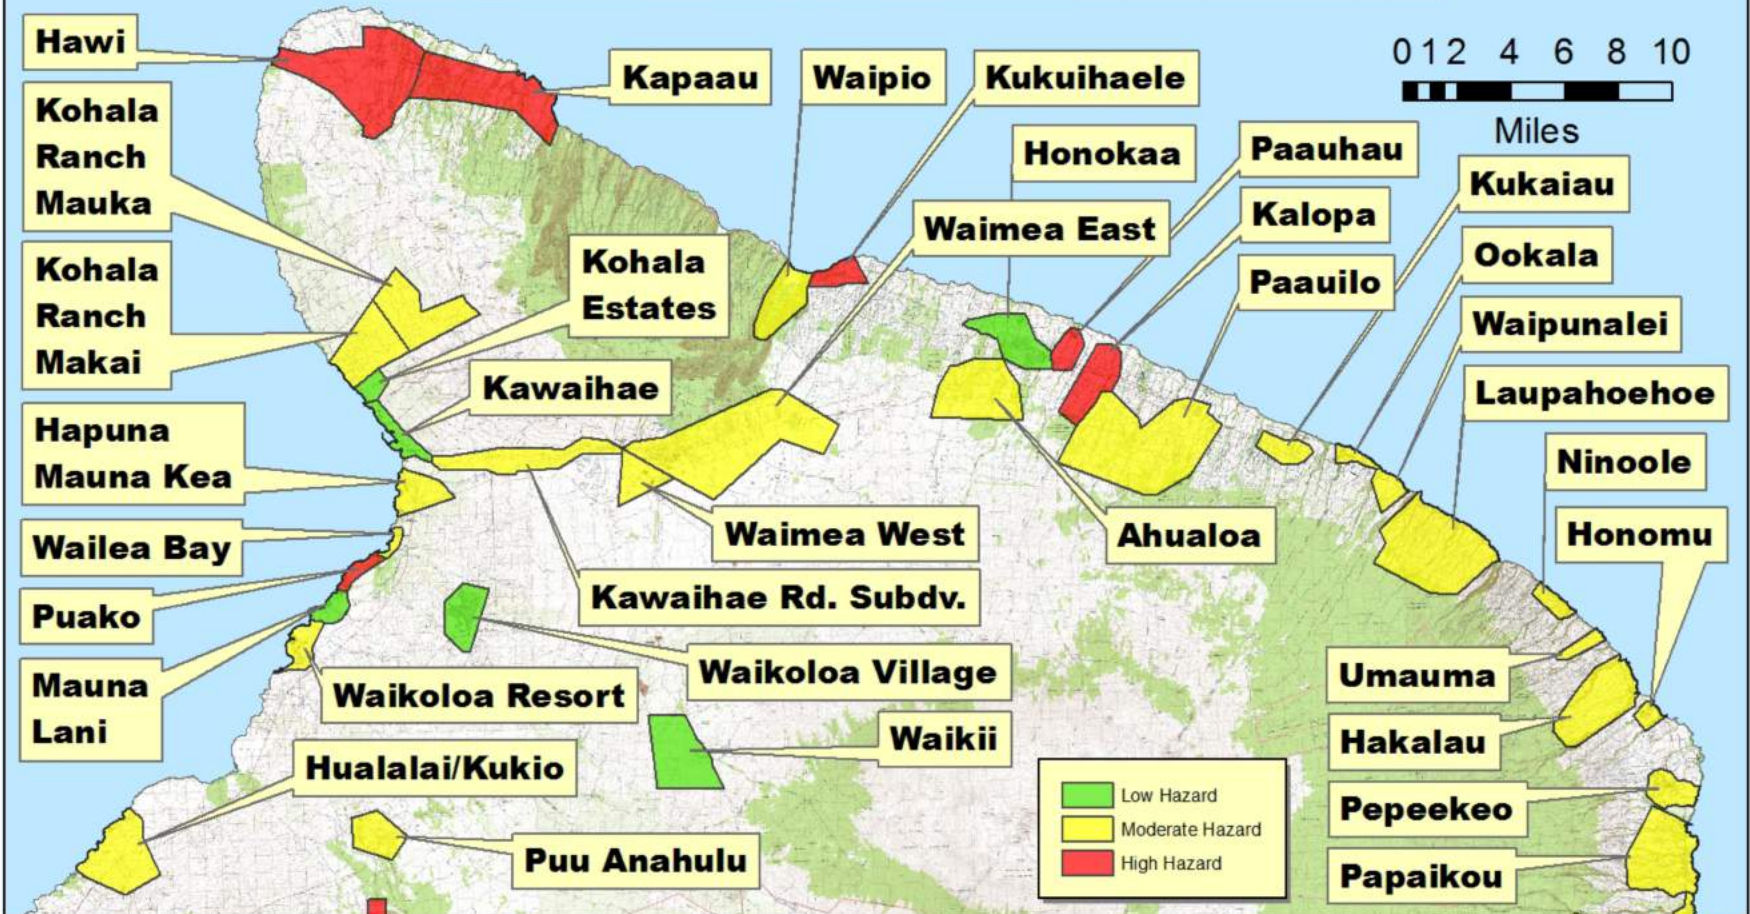 Hawi
Kapaau
Waipio
Kukuihaele
0 1 2 4 6 8 10
Miles
Kohala
Ranch
Mauka
Honokaa
Paauhau
Kukaiau
Waimea East
Kalopa
Kohala
Ranch
Makai
Kohala
Estates
Paauilo
Ookala
Waipunalei
Kawaihae
Laupahoehoe
Hapuna
Mauna Kea
Ninoole
Wailea Bay
Waimea West
Ahualoa
Honomu
Puako
Kawaihae Rd. Subdv.
Mauna
Lani
Waikoloa Resort
Waikoloa Village
Umauma
Waikii
Hakalau
Hualalai/Kukio
Low Hazard
Moderate Hazard
High Hazard
Pepeekeo
Puu Anahulu
Papaikou